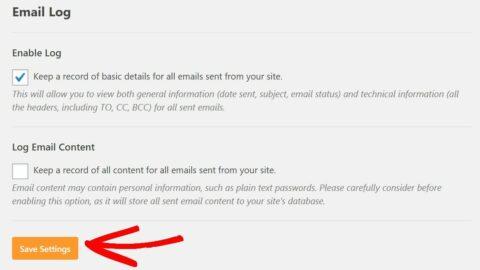 Email Log
Enable Log
Keep a record of basic details for all emails sent from your site.
This will allow you to view both general information (date sent, subject, email status) and technical information (all
the headers, including TO, CC, BCC) for all sent emails.
Log Email Content
Keep a record of all content for all emails sent from your site.
Email content may contain personal information, such as plain text passwords. Please carefully consider before
enabling this option, as it will store all sent email content to your site's database.
Save Settings